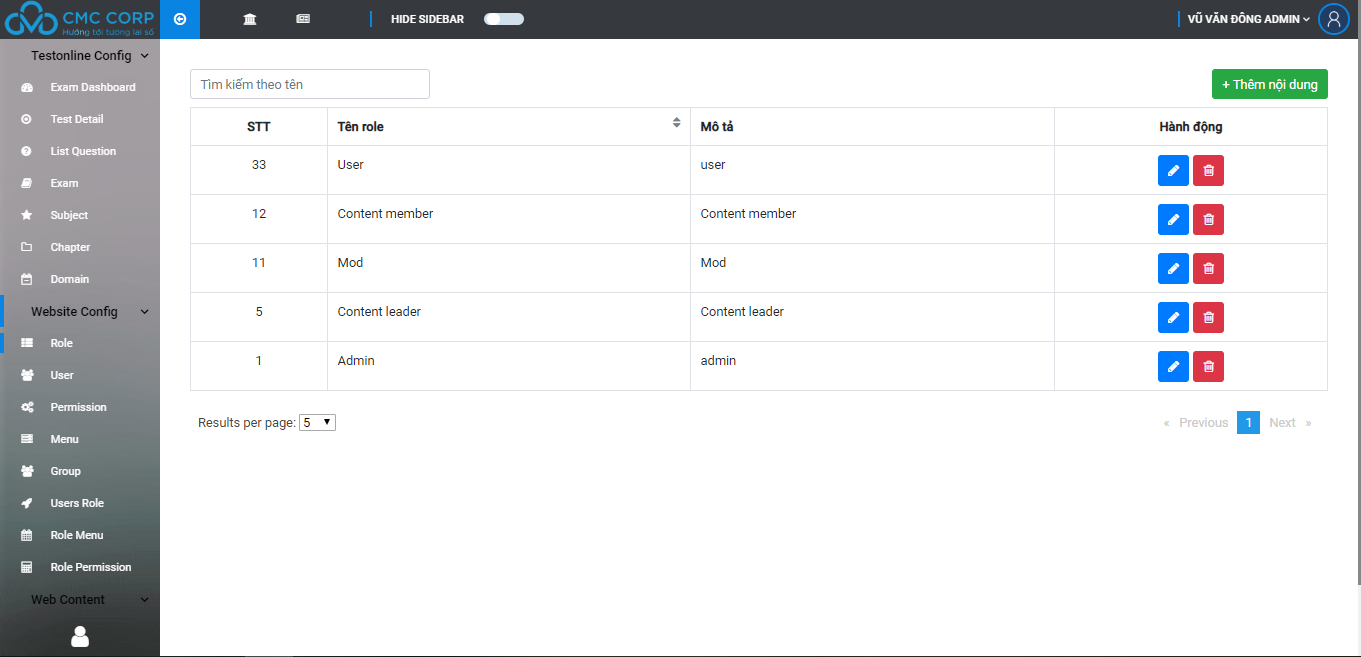 CMC CORP
Hướng tới tương lai số
HIDE SIDEBAR
VŨ VĂN ĐÔNG ADMIN
Testonline Config
Exam Dashboard
Test Detail
List Question
Exam
Subject
Chapter
Domain
Website Config
Role
User
Permission
Menu
Group
Users Role
Role Menu
Role Permission
Web Content
Tìm kiếm theo tên
+ Thêm nội dung
STT Tên role Mô tả Hành động
33 User user
12 Content member Content member
11 Mod Mod
5 Content leader Content leader
1 Admin admin
Results per page: 5
« Previous 1 Next »